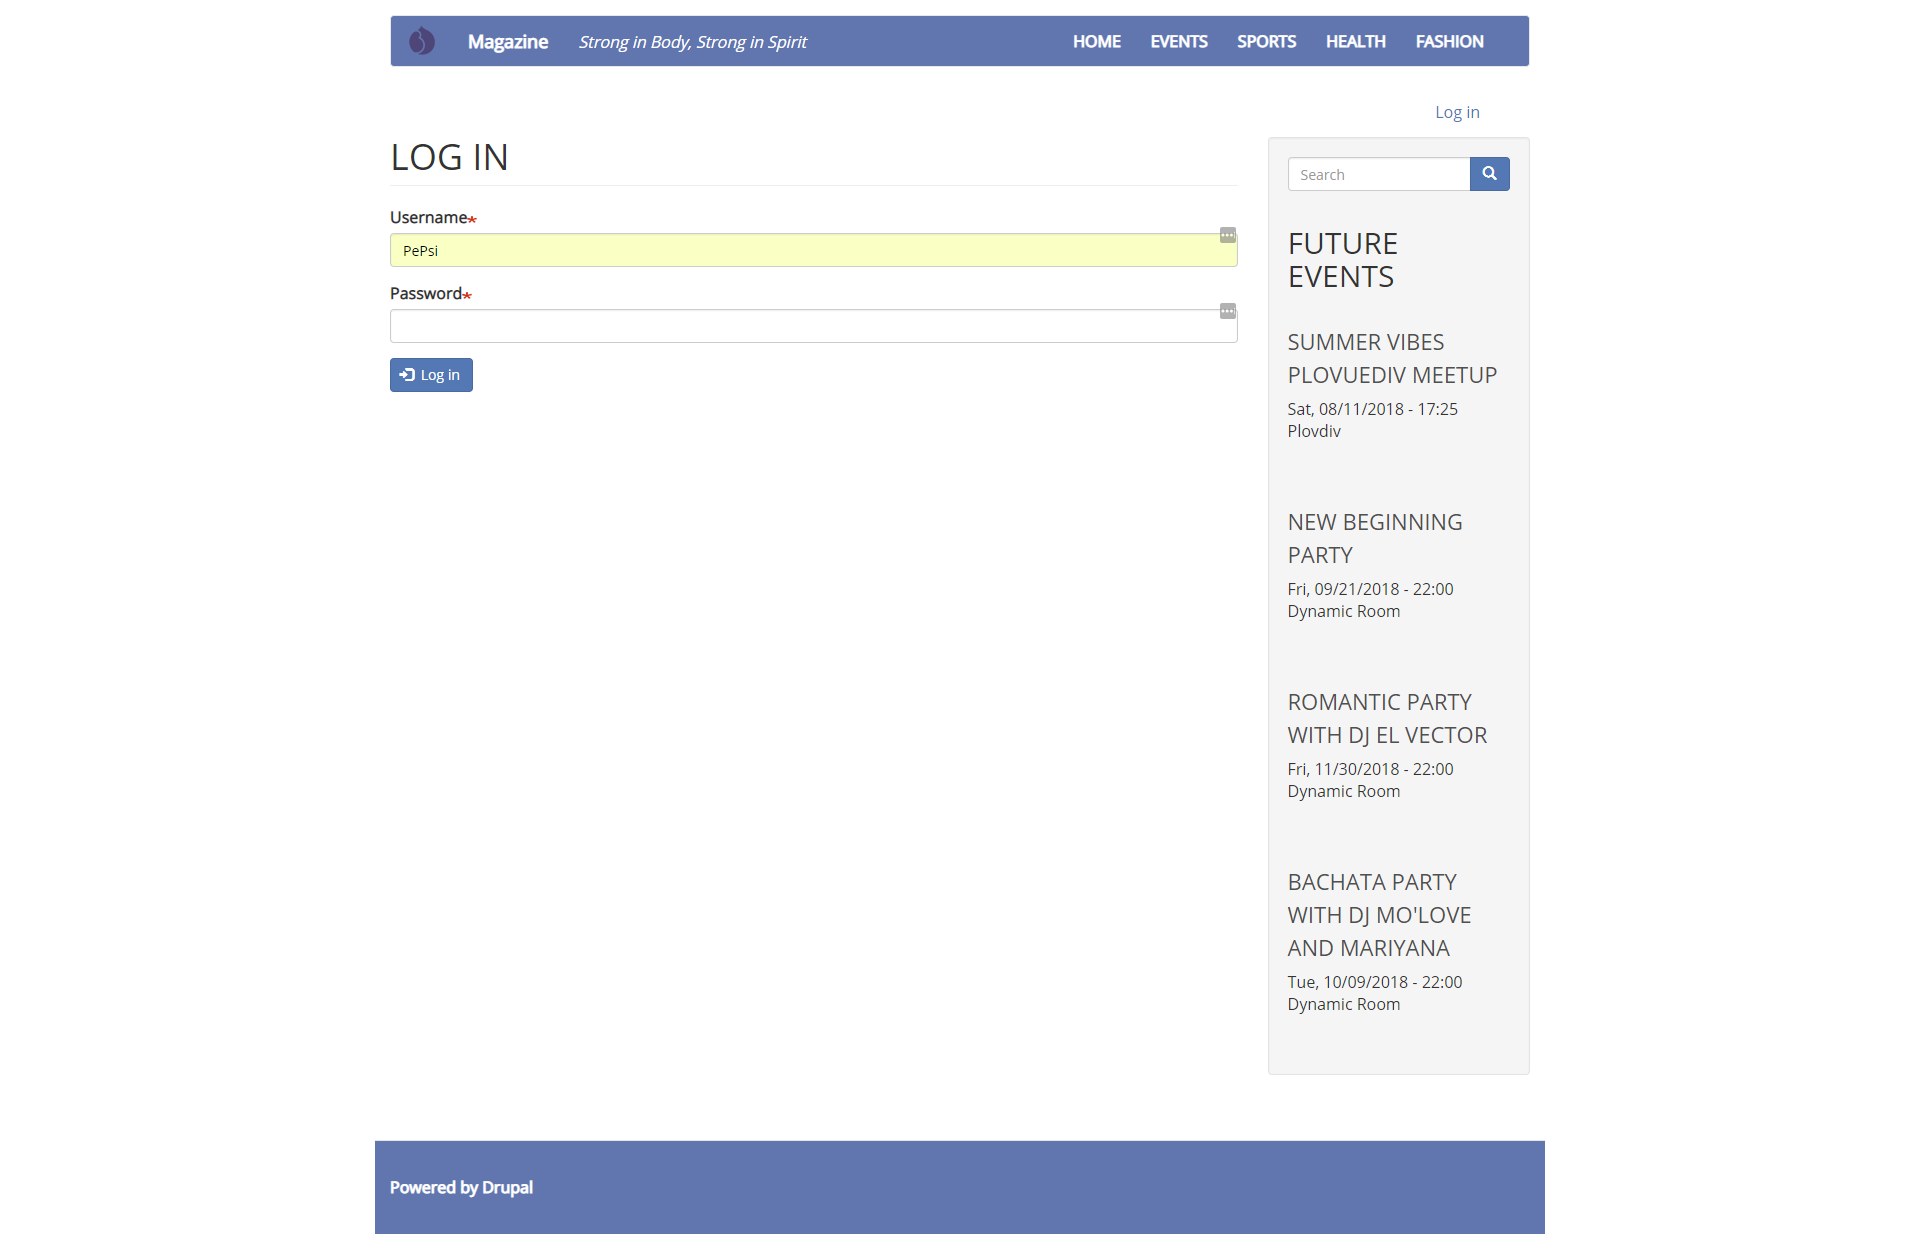 Magazine
Strong in Body, Strong in Spirit
HOME EVENTS SPORTS HEALTH FASHION
Log in
LOG IN
Username*
PePsi
Password*
Log in
Search
FUTURE
EVENTS
SUMMER VIBES
PLOVUEDIV MEETUP
Sat, 08/11/2018 - 17:25
Plovdiv
NEW BEGINNING
PARTY
Fri, 09/21/2018 - 22:00
Dynamic Room
ROMANTIC PARTY
WITH DJ EL VECTOR
Fri, 11/30/2018 - 22:00
Dynamic Room
BACHATA PARTY
WITH DJ MO'LOVE
AND MARIYANA
Tue, 10/09/2018 - 22:00
Dynamic Room
Powered by Drupal